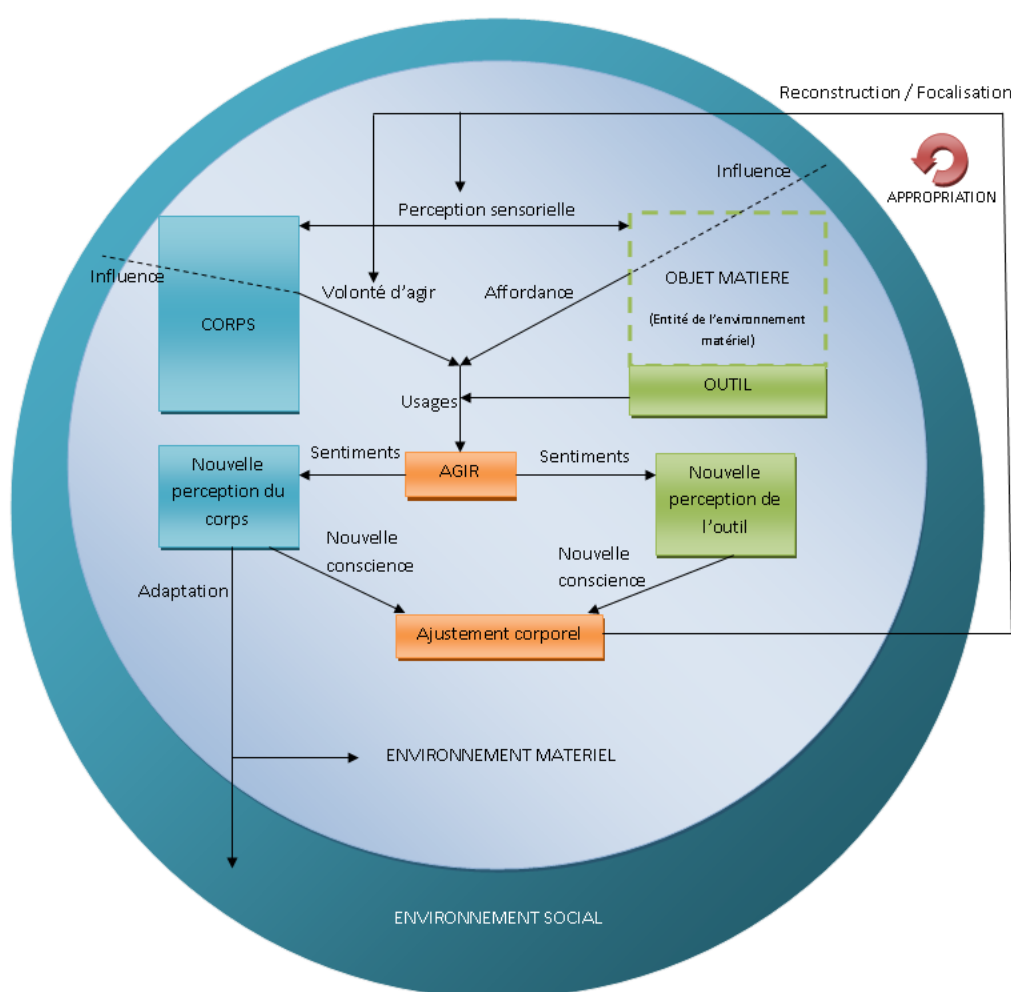 Reconstruction / Focalisation
Influence
APPROPRIATION
Perception sensorielle
Influence
Volonté d'agir
Affordance
OBJET MATIERE
CORPS
(Entité de l'environnement
matériel)
OUTIL
Usages
Sentiments
AGIR
Sentiments
Nouvelle
perception du
corps
Nouvelle
perception de
l'outil
Nouvelle
conscience
Nouvelle
conscience
Adaptation
Ajustement corporel
ENVIRONNEMENT MATERIEL
ENVIRONNEMENT SOCIAL